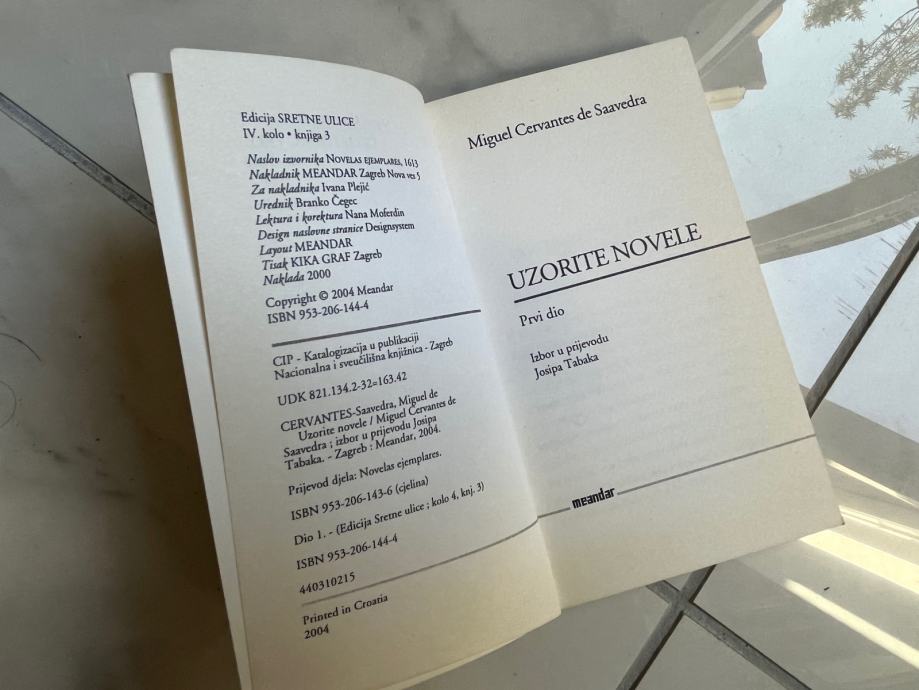 Edicija SRETNE ULICE
IV. kolo • knjiga 3
Naslov izvornika NOVELAS EJEMPLARES, 1613
Nakladnik MEANDAR Zagreb Nova ves 5
Za nakladnika Ivana Plejić
Urednik Branko Čegec
Lektura i korektura Nana Moferdin
Design naslovne stranice Designsystem
Layout MEANDAR
Tisak KIKA GRAF Zagreb
Naklada 2000
Copyright © 2004 Meandar
ISBN 953-206-144-4
CIP - Katalogizacija u publikaciji
Nacionalna i sveučilišna knjižnica - Zagreb
UDK 821.134.2-32=163.42
CERVANTES-Saavedra, Miguel de
Uzorite novele / Miguel Cervantes de
Saavedra ; izbor u prijevodu Josipa
Tabaka. - Zagreb : Meandar, 2004.
Prijevod djela: Novelas ejemplares.
ISBN 953-206-143-6 (cjelina)
Dio 1. - (Edicija Sretne ulice ; kolo 4, knj. 3)
ISBN 953-206-144-4
440310215
Printed in Croatia
2004
Miguel Cervantes de Saavedra
UZORITE NOVELE
Prvi dio
Izbor u prijevodu
Josipa Tabaka
meandar